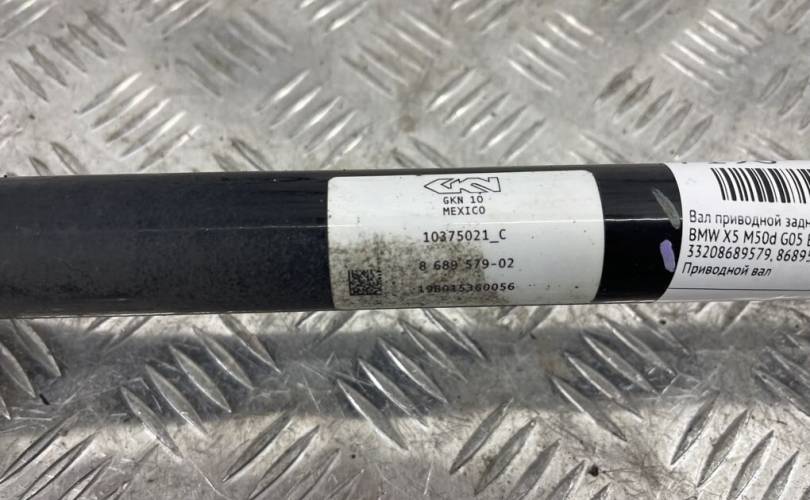 GKN
GKN 10
MEXICO
10375021_C
8 689 579-02
198015360056
Вал приводной задн
BMW X5 M50d G05
33208689579, 86895
Приводной вал